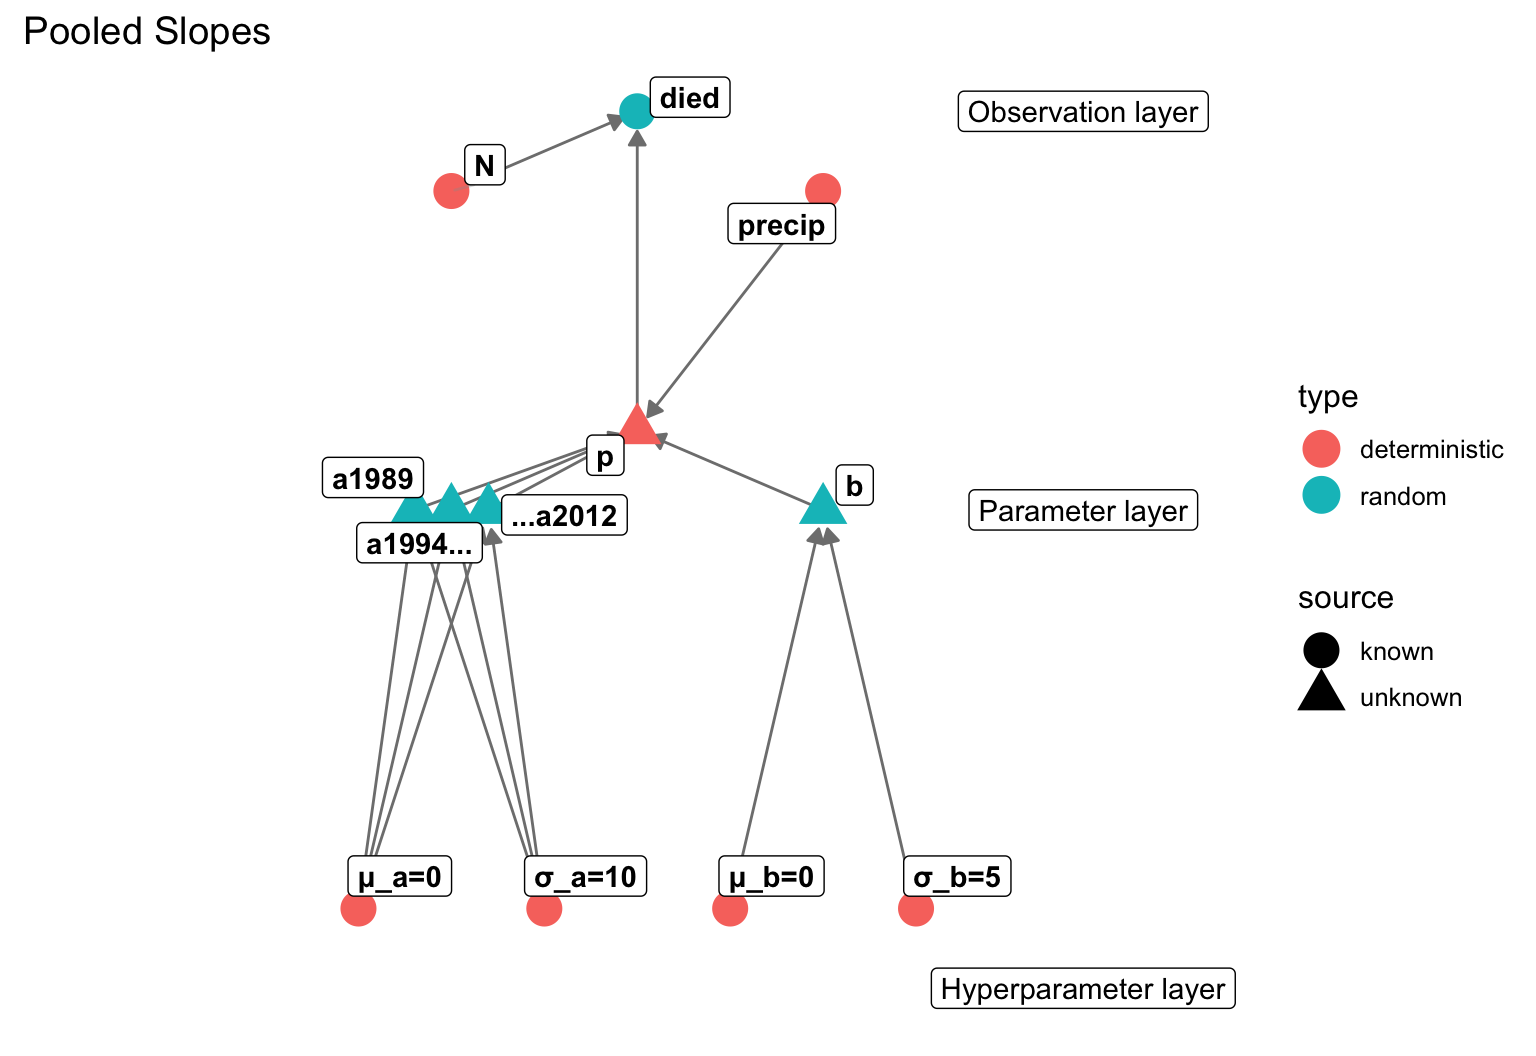 Pooled Slopes
died
Observation layer
N
precip
type
deterministic
random
p
a1989
b
...a2012
Parameter layer
a1994...
source
known
unknown
μ_a=0
σ_a=10
μ_b=0
σ_b=5
Hyperparameter layer